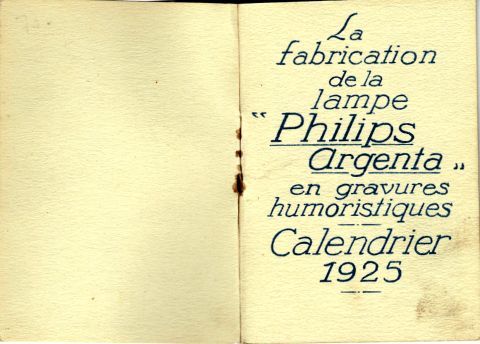 La
fabrication
de la
lampe
“Philips
Argenta„
en gravures
humoristiques
Calendrier
1925